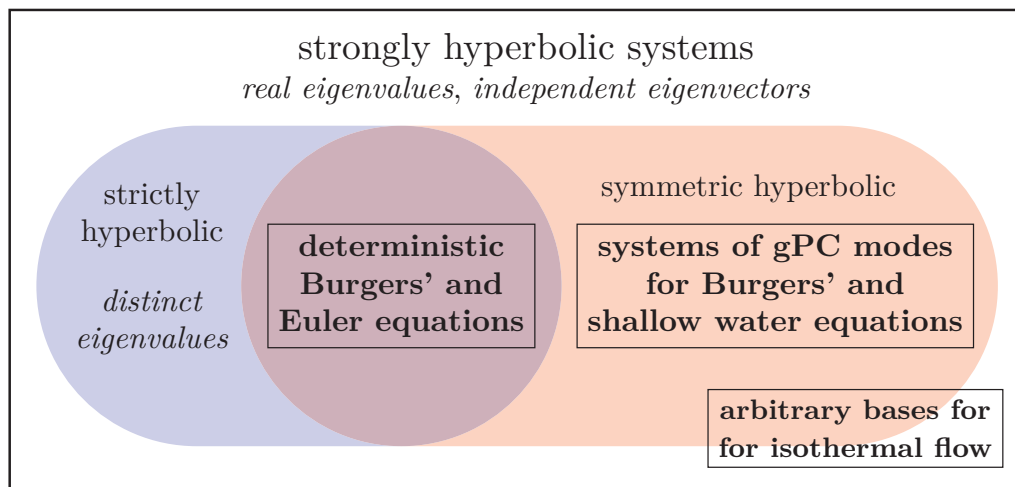 strongly hyperbolic systems
real eigenvalues, independent eigenvectors
strictly
hyperbolic
distinct
eigenvalues
deterministic
Burgers’ and
Euler equations
symmetric hyperbolic
systems of gPC modes
for Burgers’ and
shallow water equations
arbitrary bases for
for isothermal flow